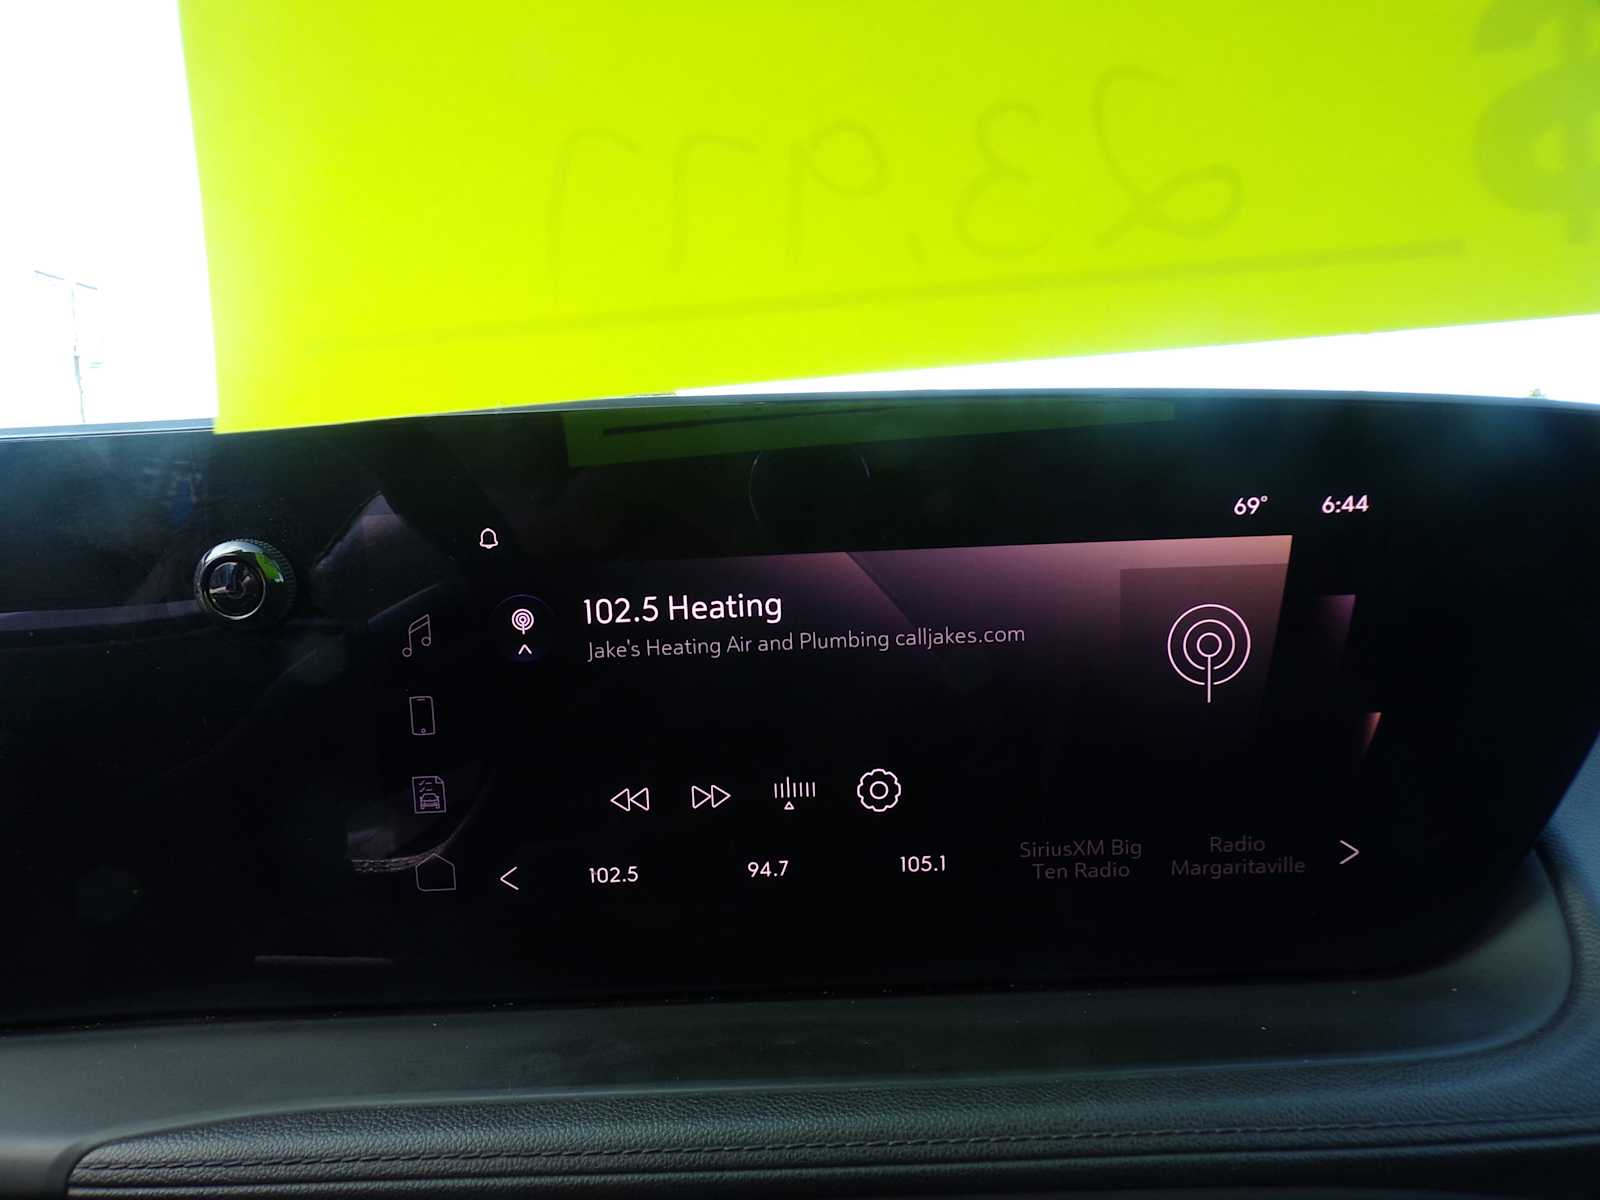 $ 23,977
69° 6:44
102.5 Heating
Jake's Heating Air and Plumbing calljakes.com
102.5 94.7 105.1 SiriusXM Big Ten Radio Radio Margaritaville